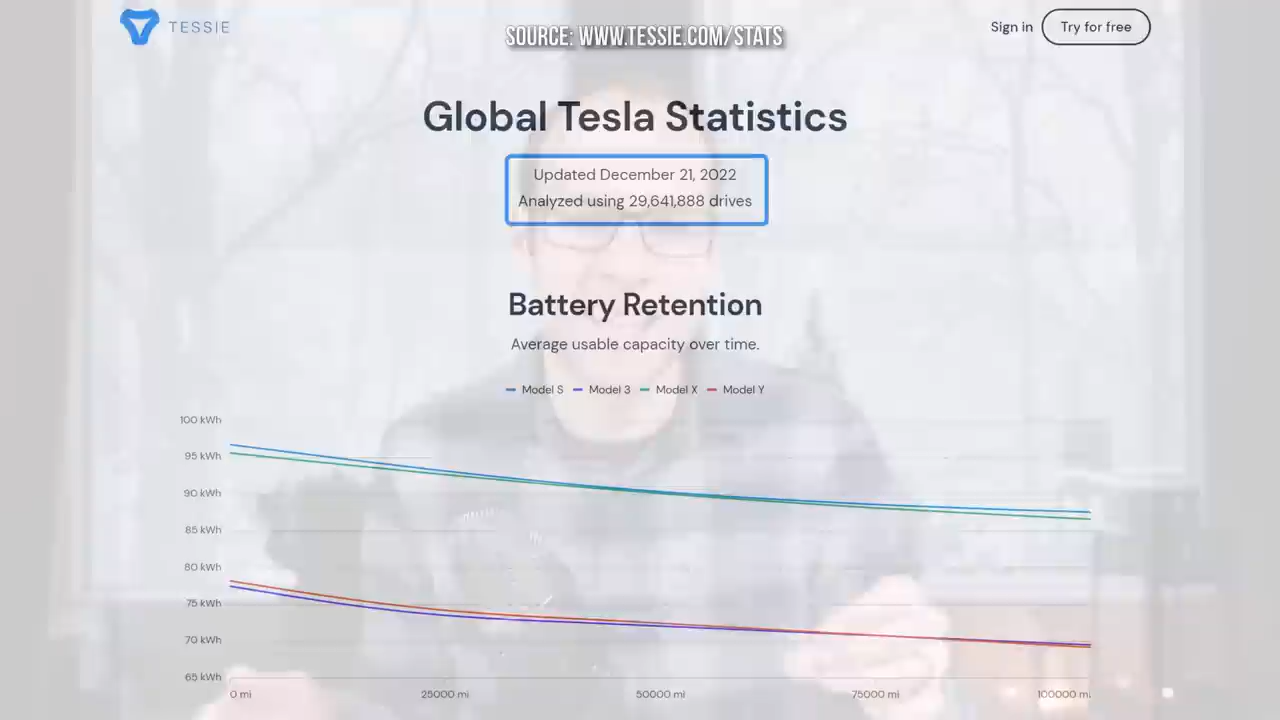 TESSIE
SOURCE: WWW.TESSIE.COM/STATS
Sign in
Try for free
Global Tesla Statistics
Updated December 21, 2022
Analyzed using 29,641,888 drives
Battery Retention
Average usable capacity over time.
Model S Model 3 Model X Model Y
100 kWh
95 kWh
90 kWh
85 kWh
80 kWh
75 kWh
70 kWh
65 kWh
0 mi 25000 mi 50000 mi 75000 mi 100000 mi